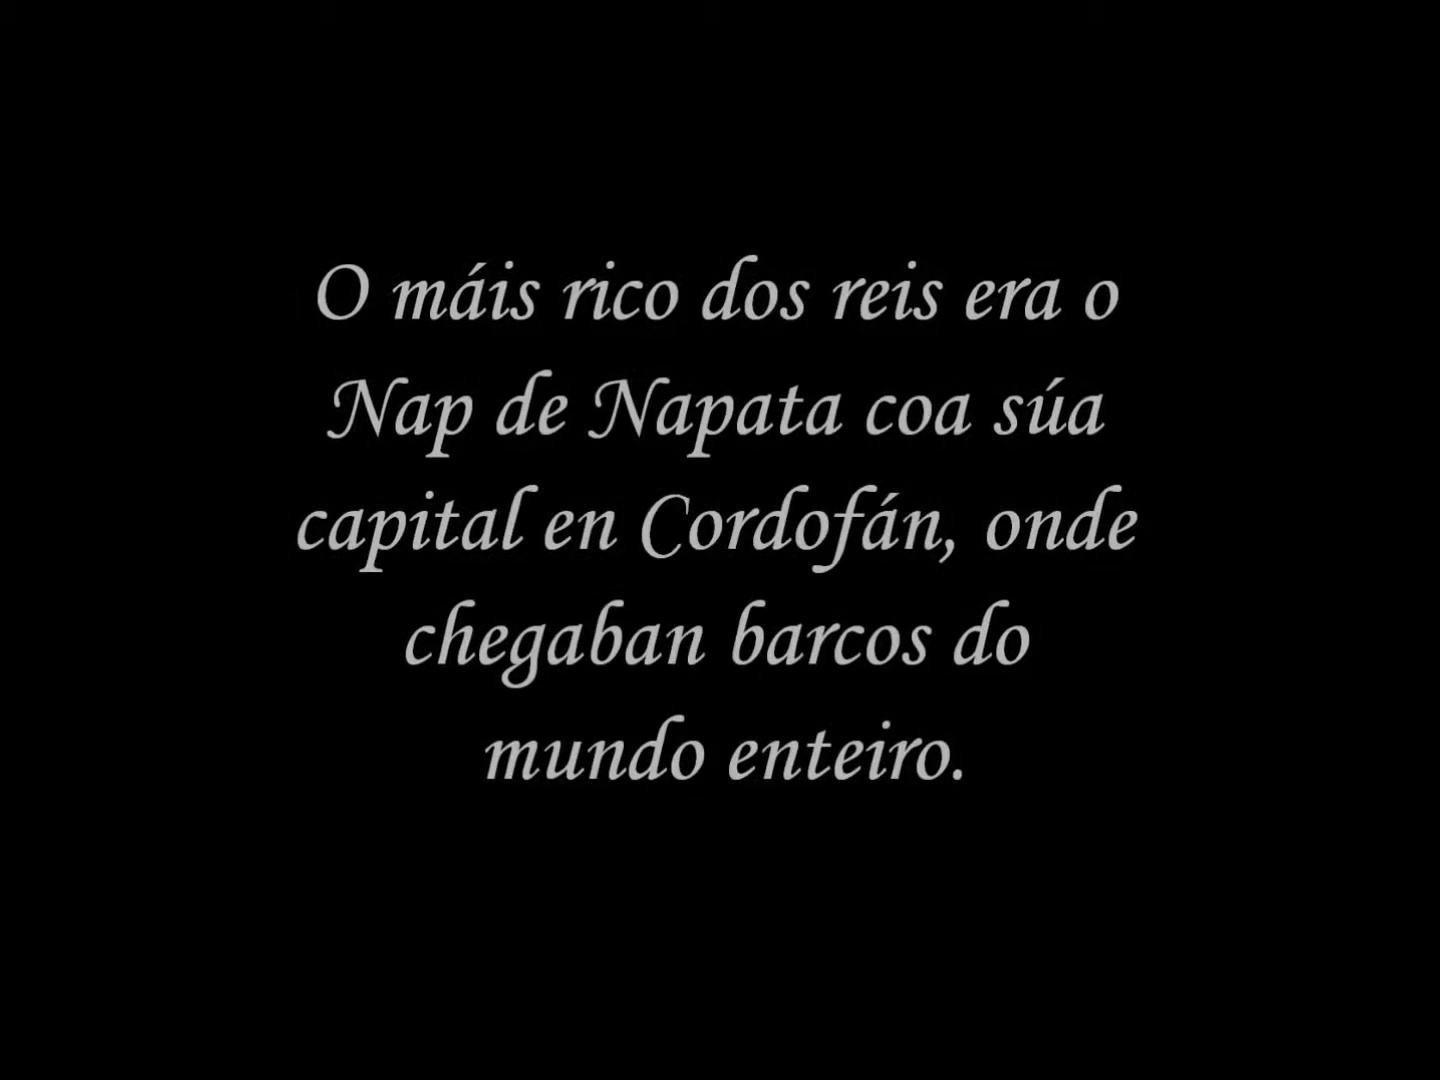 O máis rico dos reis era o
Nap de Napata coa súa
capital en Cordofán, onde
chegaban barcos do
mundo enteiro.